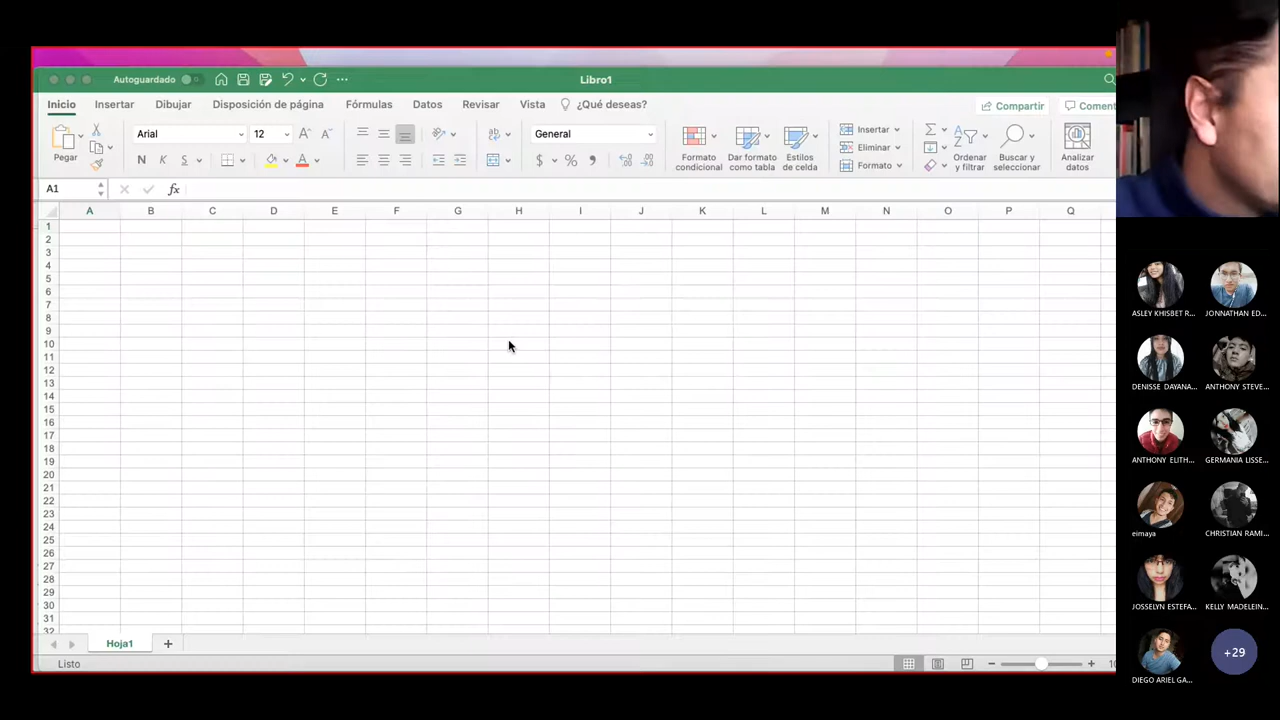 Autoguardado
Libro1
Inicio Insertar Dibujar Disposición de página Fórmulas Datos Revisar Vista ¿Qué deseas? Compartir Coment
Pegar
Arial 12
N K S
General
$ % 
Formato condicional
Dar formato como tabla
Estilos de celda
Insertar
Eliminar
Formato
Ordenar y filtrar
Buscar y seleccionar
Analizar datos
A1 fx
A B C D E F G H I J K L M N O P Q
1
2
3
4
5
6
7
8
9
10
11
12
13
14
15
16
17
18
19
20
21
22
23
24
25
26
27
28
29
30
31
32
Hoja1 +
Listo
− + 10
ASLEY KHISBET R... JONNATHAN ED...
DENISSE DAYANA... ANTHONY STEVE...
ANTHONY ELITH... GERMANIA LISSE...
eimaya CHRISTIAN RAMI...
JOSSELYN ESTEFA... KELLY MADELEIN...
DIEGO ARIEL GA... +29